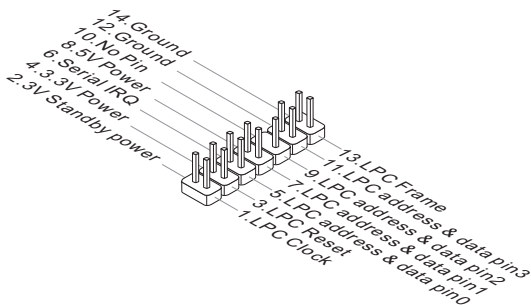 14.Ground
12.Ground
10.No Pin
8.5V Power
6.Serial IRQ
4.3.3V Power
2.3V Standby power
13.LPC Frame
11.LPC address & data pin3
9.LPC address & data pin2
7.LPC address & data pin1
5.LPC address & data pin0
3.LPC Reset
1.LPC Clock